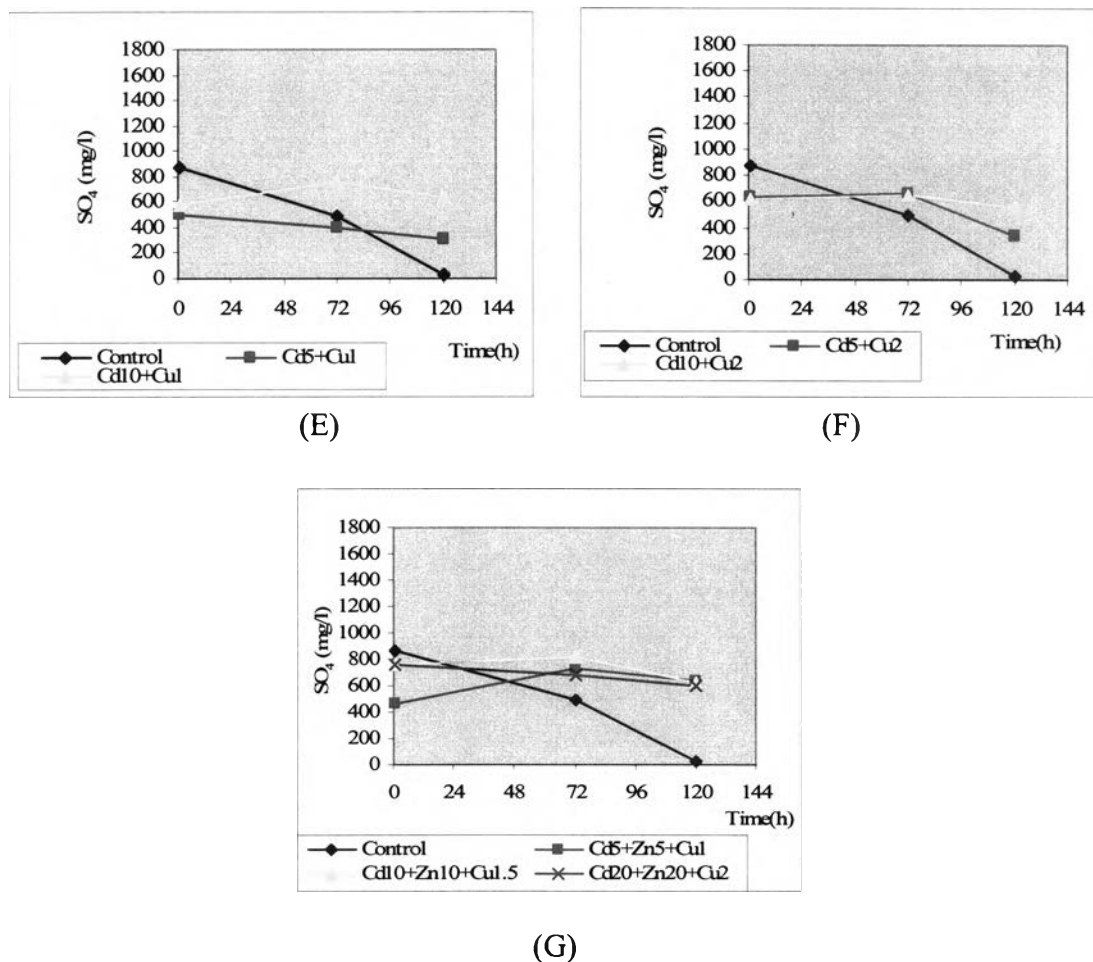 1800
1600
1400
1200
1000
800
600
400
200
0
SO4 (mg/l)
0 24 48 72 96 120 144
Time(h)
Control Cd5+Cu1
Cd10+Cu1
(E)
1800
1600
1400
1200
1000
800
600
400
200
0
SO4 (mg/l)
0 24 48 72 96 120 144
Time(h)
Control Cd5+Cu2
Cd10+Cu2
(F)
1800
1600
1400
1200
1000
800
600
400
200
0
SO4 (mg/l)
0 24 48 72 96 120 144
Time(h)
Control Cd5+Zn5+Cu1
Cd10+Zn10+Cu1.5 Cd20+Zn20+Cu2
(G)